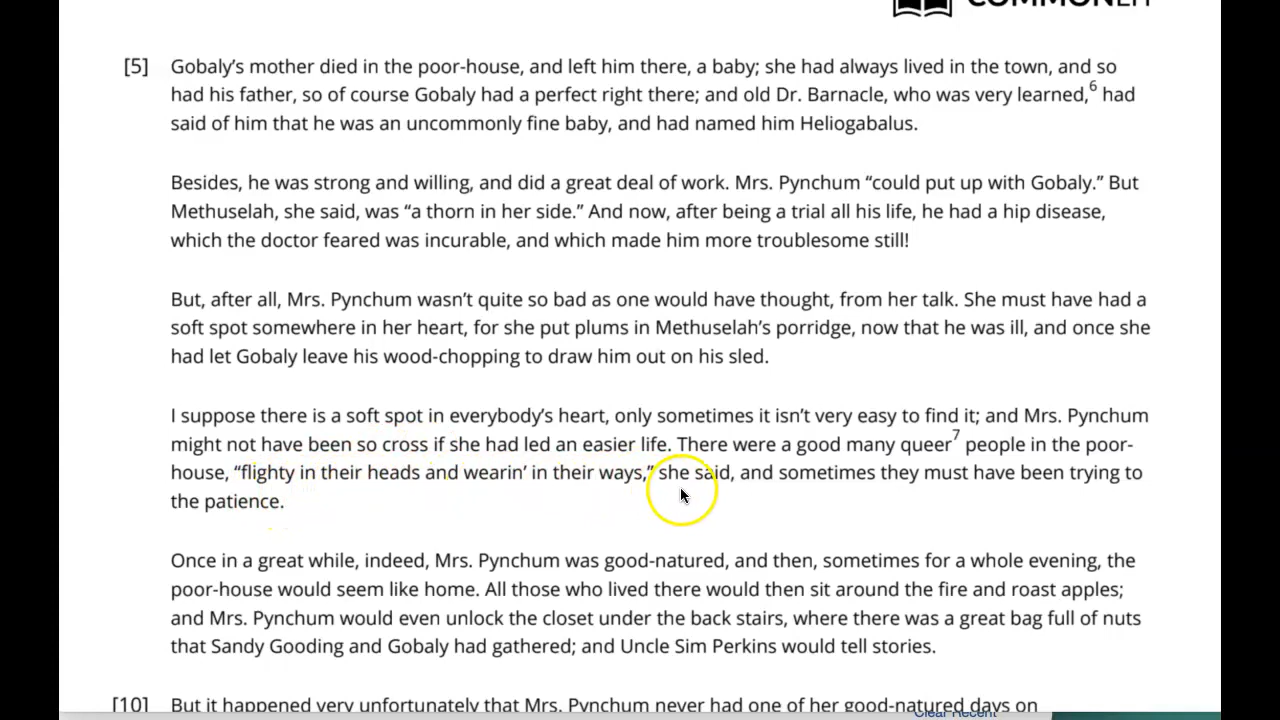 COMMONLIT
[5] Gobaly’s mother died in the poor-house, and left him there, a baby; she had always lived in the town, and so
had his father, so of course Gobaly had a perfect right there; and old Dr. Barnacle, who was very learned,6 had
said of him that he was an uncommonly fine baby, and had named him Heliogabalus.
Besides, he was strong and willing, and did a great deal of work. Mrs. Pynchum “could put up with Gobaly.” But
Methuselah, she said, was “a thorn in her side.” And now, after being a trial all his life, he had a hip disease,
which the doctor feared was incurable, and which made him more troublesome still!
But, after all, Mrs. Pynchum wasn’t quite so bad as one would have thought, from her talk. She must have had a
soft spot somewhere in her heart, for she put plums in Methuselah’s porridge, now that he was ill, and once she
had let Gobaly leave his wood-chopping to draw him out on his sled.
I suppose there is a soft spot in everybody’s heart, only sometimes it isn’t very easy to find it; and Mrs. Pynchum
might not have been so cross if she had led an easier life. There were a good many queer7 people in the poor-
house, “flighty in their heads and wearin’ in their ways,” she said, and sometimes they must have been trying to
the patience.
Once in a great while, indeed, Mrs. Pynchum was good-natured, and then, sometimes for a whole evening, the
poor-house would seem like home. All those who lived there would then sit around the fire and roast apples;
and Mrs. Pynchum would even unlock the closet under the back stairs, where there was a great bag full of nuts
that Sandy Gooding and Gobaly had gathered; and Uncle Sim Perkins would tell stories.
[10] But it happened very unfortunately that Mrs. Pynchum never had one of her good-natured days on
Clear Recent